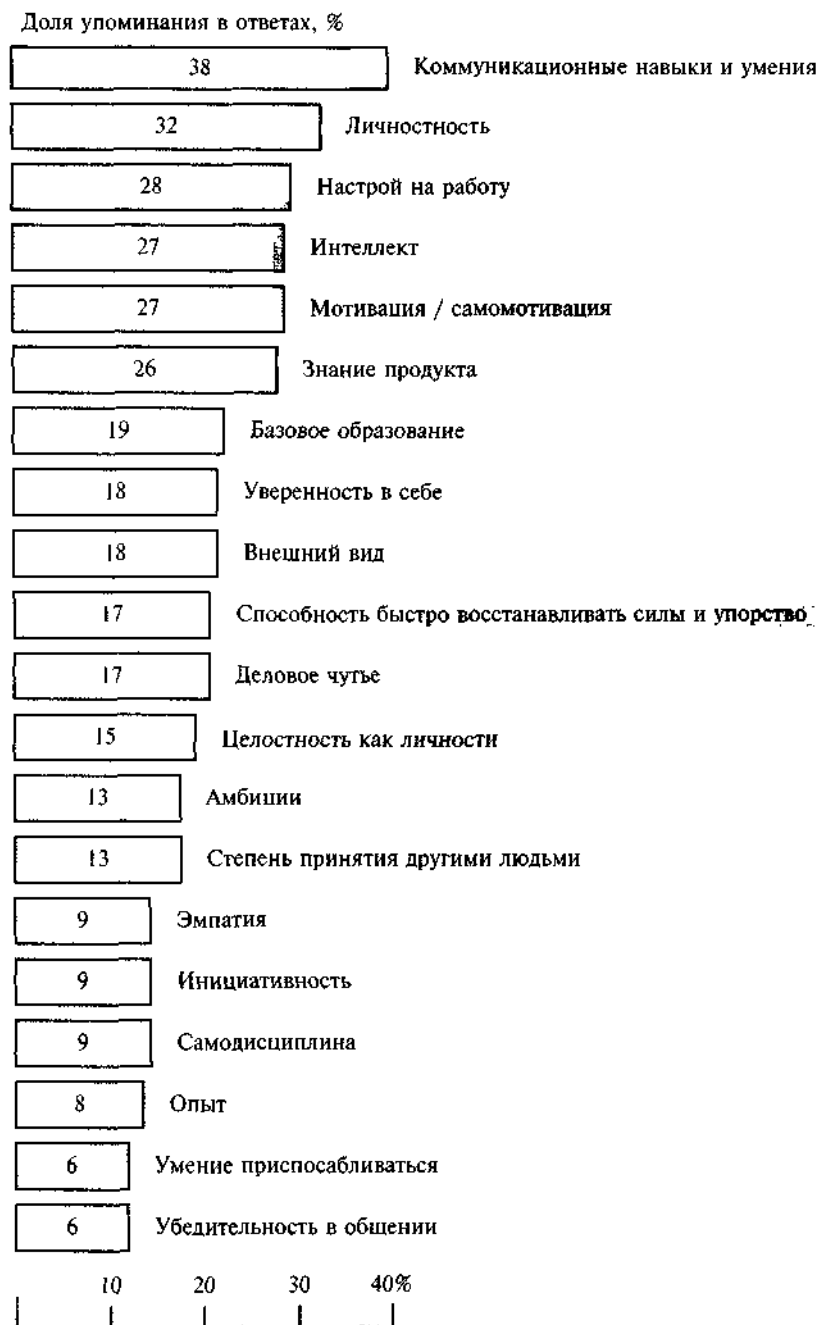 Доля упоминания в ответах, %
38 Коммуникационные навыки и умения
32 Личностность
28 Настрой на работу
27 Интеллект
27 Мотивация / самомотивация
26 Знание продукта
19 Базовое образование
18 Уверенность в себе
18 Внешний вид
17 Способность быстро восстанавливать силы и упорство
17 Деловое чутье
15 Целостность как личности
13 Амбиции
13 Степень принятия другими людьми
9 Эмпатия
9 Инициативность
9 Самодисциплина
8 Опыт
6 Умение приспосабливаться
6 Убедительность в общении
10 20 30 40%